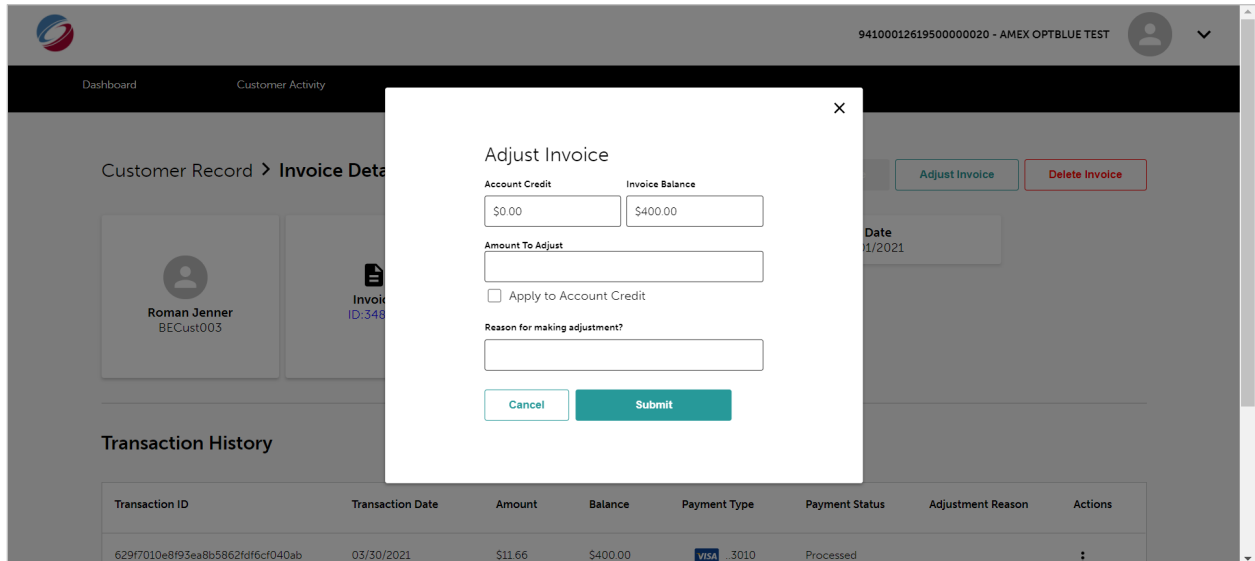 94100012619500000020 - AMEX OPTBLUE TEST
Dashboard Customer Activity
Adjust Invoice
Customer Record > Invoice Deta
Adjust Invoice
Delete Invoice
Account Credit Invoice Balance
$0.00 $400.00
Date
01/2021
Amount To Adjust
Apply to Account Credit
Roman Jenner
BECust003
Invoic
ID:348
Reason for making adjustment?
Cancel Submit
Transaction History
Transaction ID Transaction Date Amount Balance Payment Type Payment Status Adjustment Reason Actions
629f7010e8f93ea8b5862fdf6cf040ab 03/30/2021 $11.66 $400.00 VISA ...3010 Processed